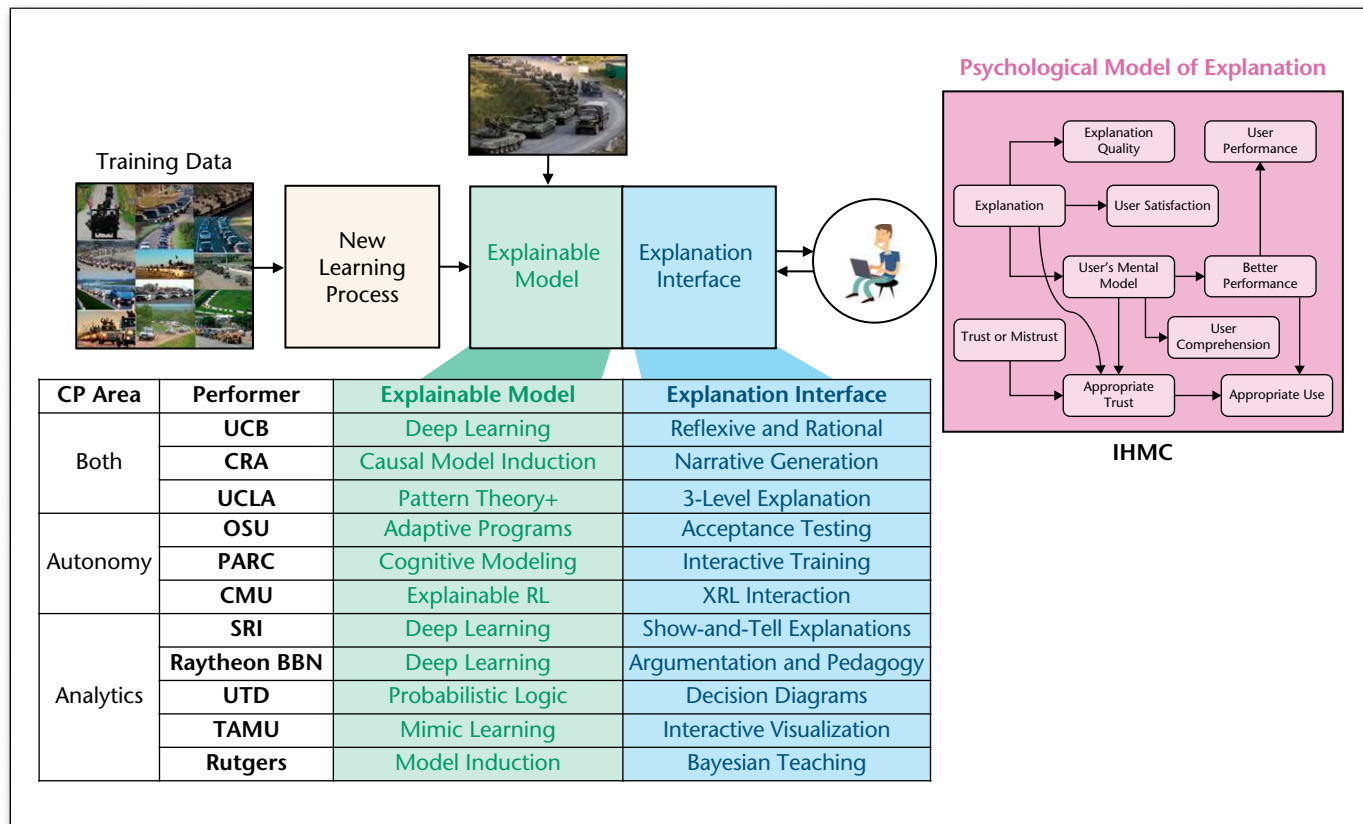 Psychological Model of Explanation
Training Data
New
Learning
Process
Explainable
Model
Explanation
Interface
Explanation
Quality
User
Performance
Explanation
User Satisfaction
User's Mental
Model
Better
Performance
Trust or Mistrust
User
Comprehension
Appropriate
Trust
Appropriate Use
IHMC
CP Area Performer Explainable Model Explanation Interface
Both
UCB Deep Learning Reflexive and Rational
CRA Causal Model Induction Narrative Generation
UCLA Pattern Theory+ 3-Level Explanation
Autonomy
OSU Adaptive Programs Acceptance Testing
PARC Cognitive Modeling Interactive Training
CMU Explainable RL XRL Interaction
Analytics
SRI Deep Learning Show-and-Tell Explanations
Raytheon BBN Deep Learning Argumentation and Pedagogy
UTD Probabilistic Logic Decision Diagrams
TAMU Mimic Learning Interactive Visualization
Rutgers Model Induction Bayesian Teaching